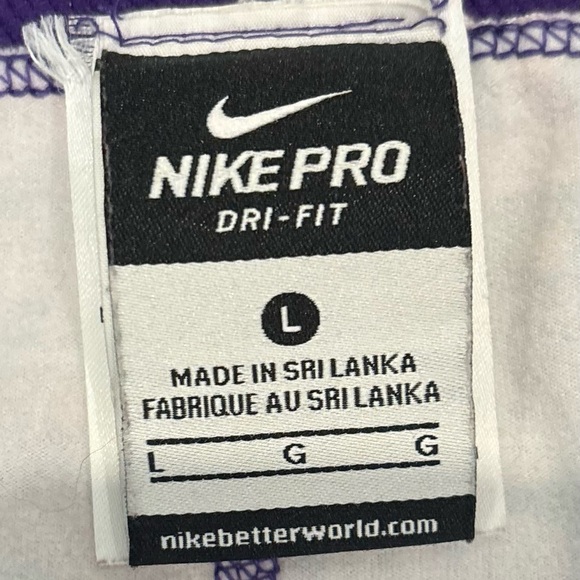 NIKE PRO
DRI-FIT
L
MADE IN SRI LANKA
FABRIQUE AU SRI LANKA
L G G
nikebetterworld.com